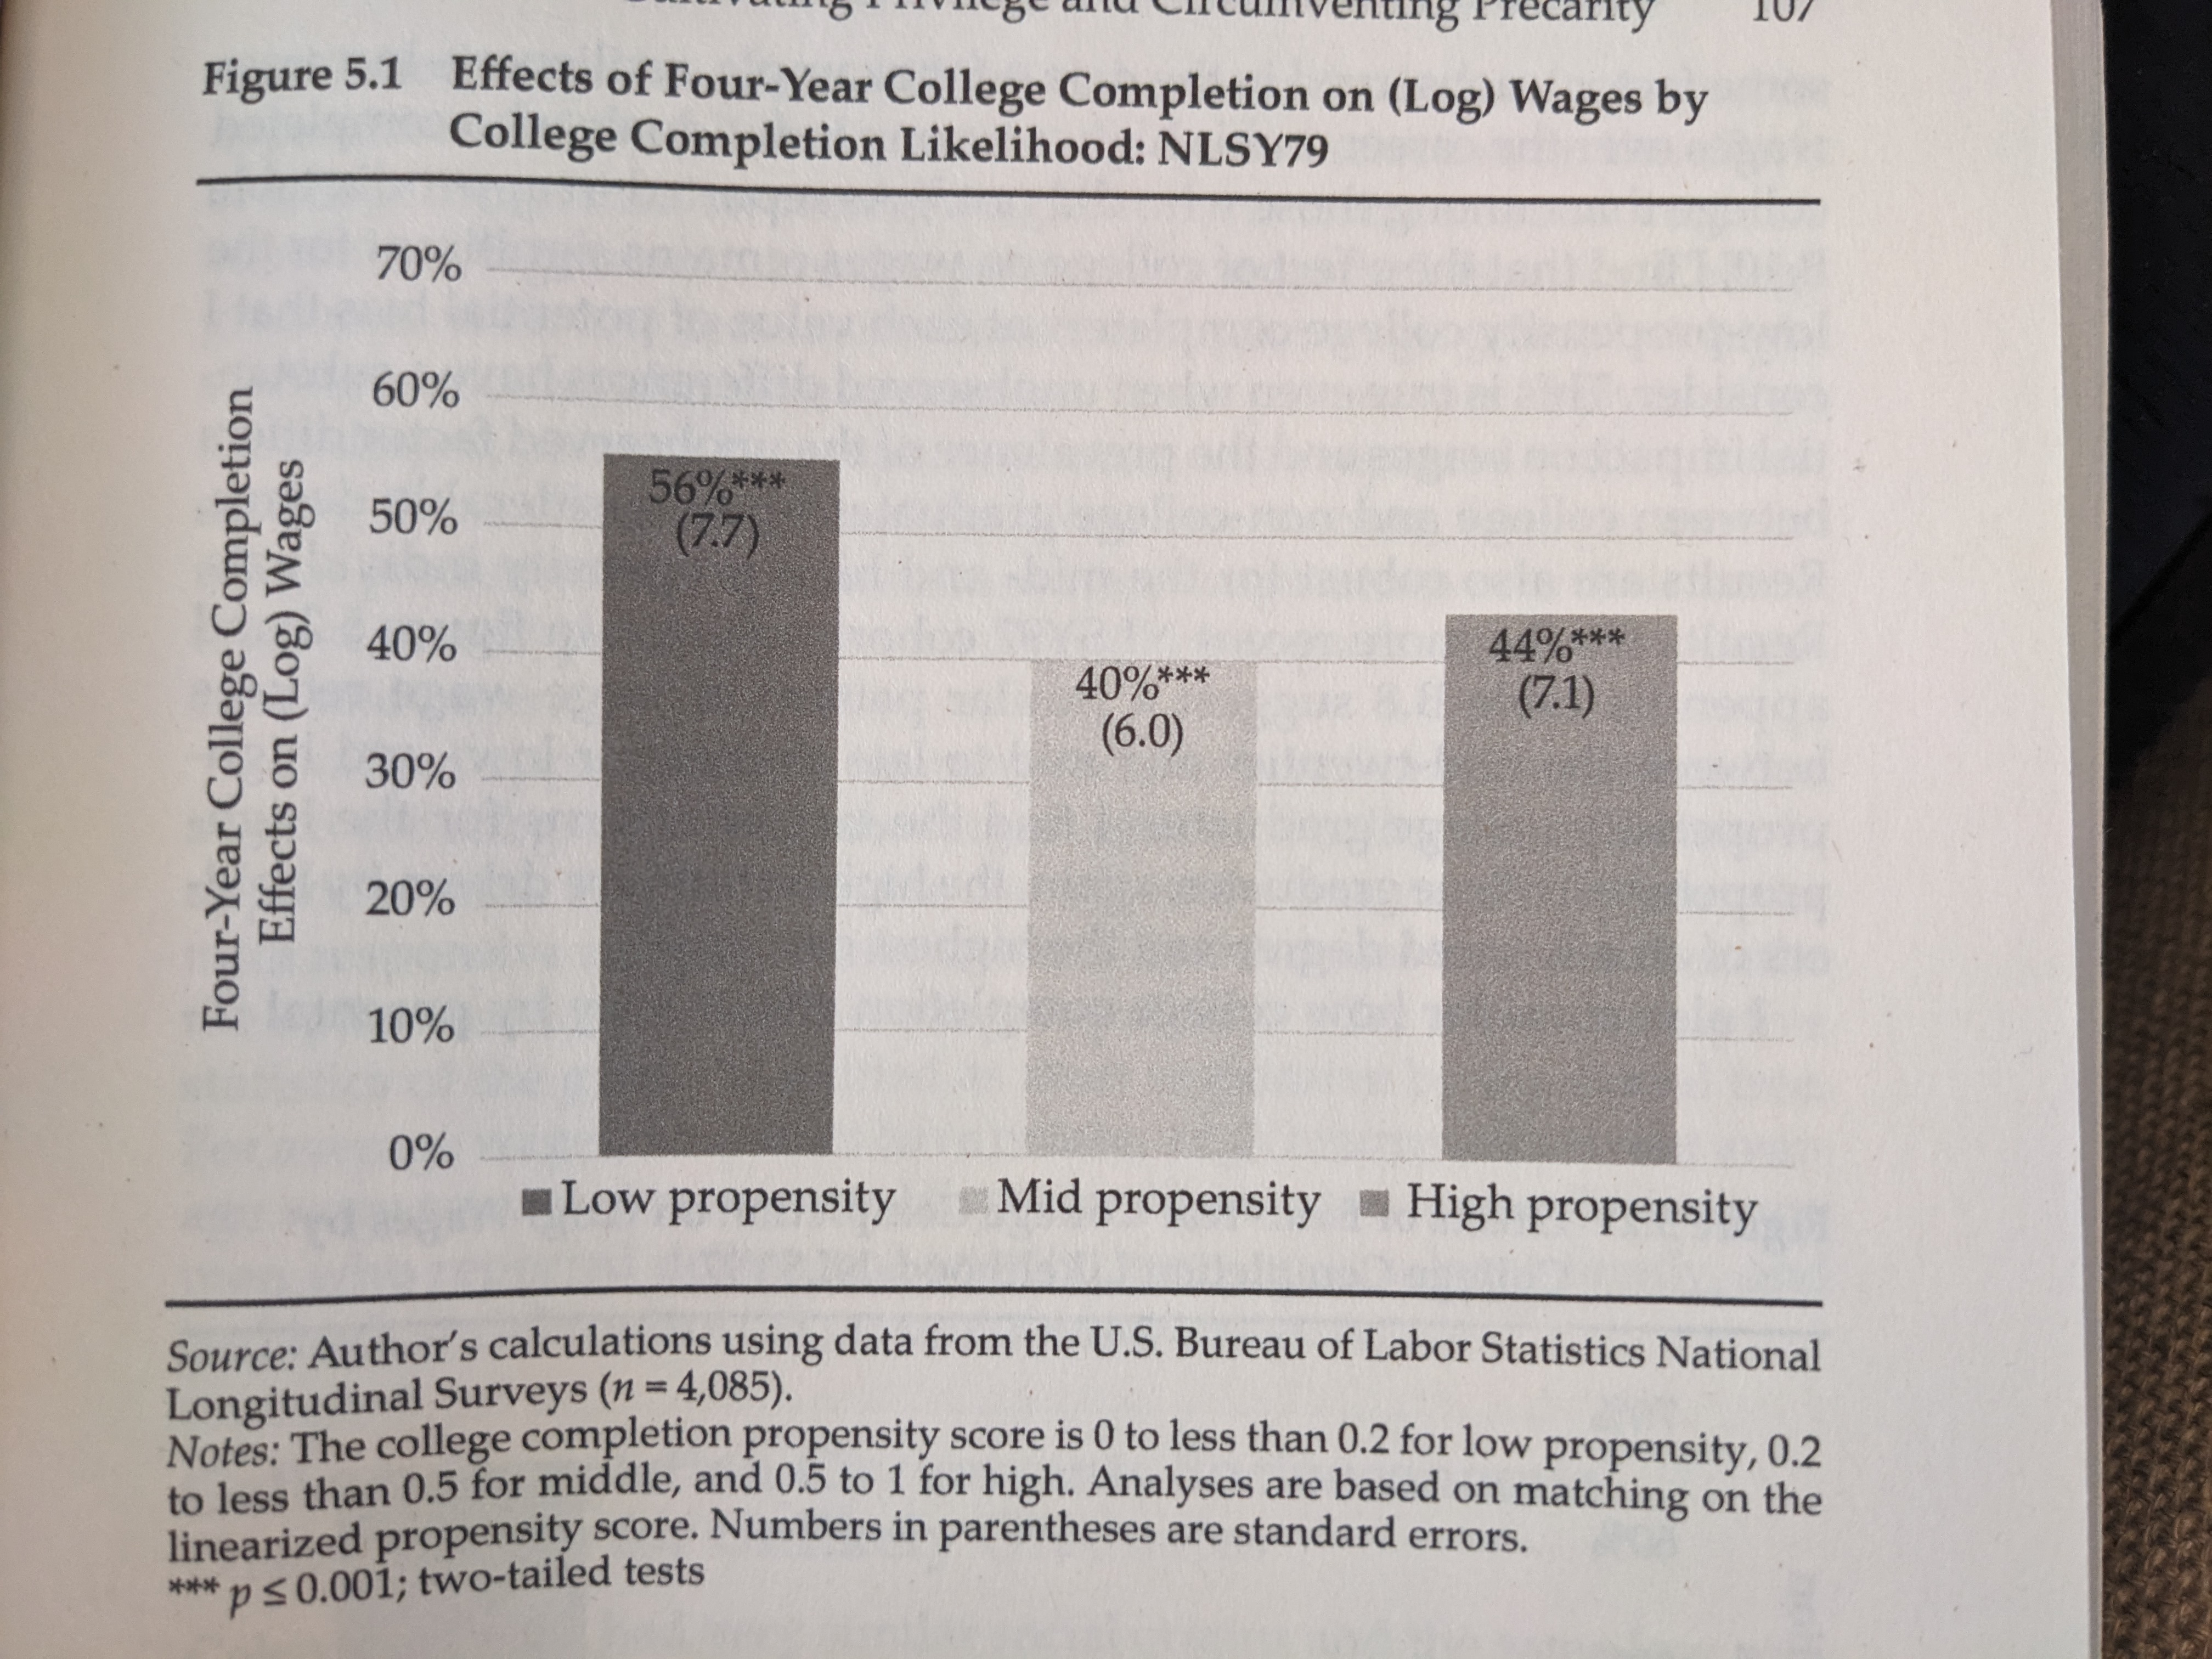 Cultivating Privilege and Circumventing Precarity 107
Figure 5.1 Effects of Four-Year College Completion on (Log) Wages by
College Completion Likelihood: NLSY79
Four-Year College Completion
Effects on (Log) Wages
70%
60%
50%
40%
30%
20%
10%
0%
56%***
(7.7)
40%***
(6.0)
44%***
(7.1)
Low propensity Mid propensity High propensity
Source: Author's calculations using data from the U.S. Bureau of Labor Statistics National
Longitudinal Surveys (n = 4,085).
Notes: The college completion propensity score is 0 to less than 0.2 for low propensity, 0.2
to less than 0.5 for middle, and 0.5 to 1 for high. Analyses are based on matching on the
linearized propensity score. Numbers in parentheses are standard errors.
*** p ≤ 0.001; two-tailed tests